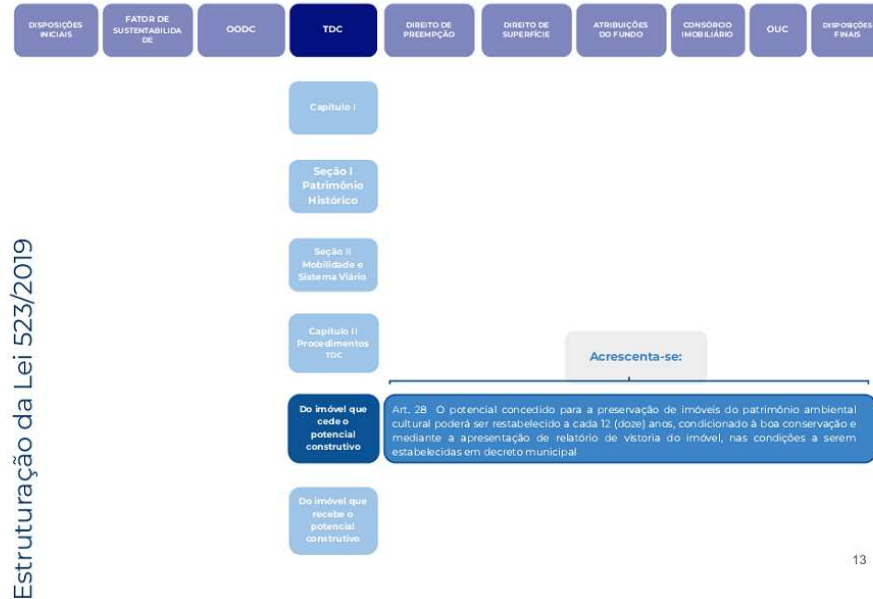 DISPOSIÇÕES
INICIAIS
FATOR DE
SUSTENTABILIDA
DE
OODC
TDC
DIREITO DE
PREEMPÇÃO
DIREITO DE
SUPERFÍCIE
ATRIBUIÇÕES
DO FUNDO
CONSÓRCIO
IMOBILIÁRIO
OUC
DISPOSIÇÕES
FINAIS
Capítulo I
Seção I
Patrimônio
Histórico
Seção II
Mobilidade e
Sistema Viário
Capítulo II
Procedimentos
TDC
Acrescenta-se:
Do imóvel que
cede o
potencial
construtivo
Art. 28 O potencial concedido para a preservação de imóveis do patrimônio ambiental
cultural poderá ser restabelecido a cada 12 (doze) anos, condicionado à boa conservação e
mediante a apresentação de relatório de vistoria do imóvel, nas condições a serem
estabelecidas em decreto municipal
Do imóvel que
recebe o
potencial
construtivo
Estruturação da Lei 523/2019
13